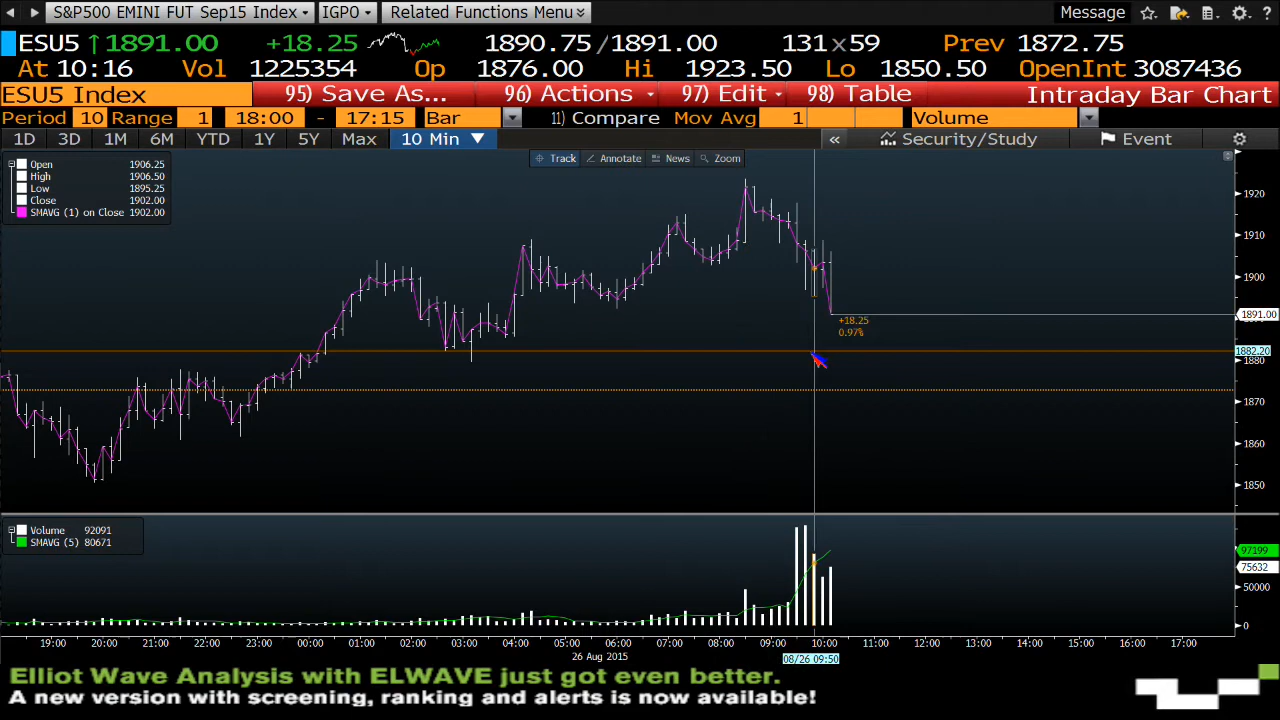 S&P500 EMINI FUT Sep15 Index IGPO Related Functions Menu Message ?
ESU5 ↑1891.00 +18.25 1890.75/1891.00 131x59 Prev 1872.75
At 10:16 Vol 1225354 Op 1876.00 Hi 1923.50 Lo 1850.50 OpenInt 3087436
ESU5 Index 95) Save As... 96) Actions 97) Edit 98) Table Intraday Bar Chart
Period 10 Range 1 18:00 - 17:15 Bar 11) Compare Mov Avg 1 Volume
1D 3D 1M 6M YTD 1Y 5Y Max 10 Min ▼ « Security/Study Event
Track Annotate News Zoom
Open 1906.25
High 1906.50
Low 1895.25
Close 1902.00
SMAVG (1) on Close 1902.00
1920
1910
1900
1891.00
+18.25
0.97%
1882.20
1880
1870
1860
1850
Volume 92091
SMAVG (5) 80671
97199
75632
50000
0
19:00 20:00 21:00 22:00 23:00 00:00 01:00 02:00 03:00 04:00 05:00 06:00 07:00 08:00 09:00 10:00 11:00 12:00 13:00 14:00 15:00 16:00 17:00
26 Aug 2015
08/26 09:50
Elliot Wave Analysis with ELWAVE just got even better.
A new version with screening, ranking and alerts is now available!